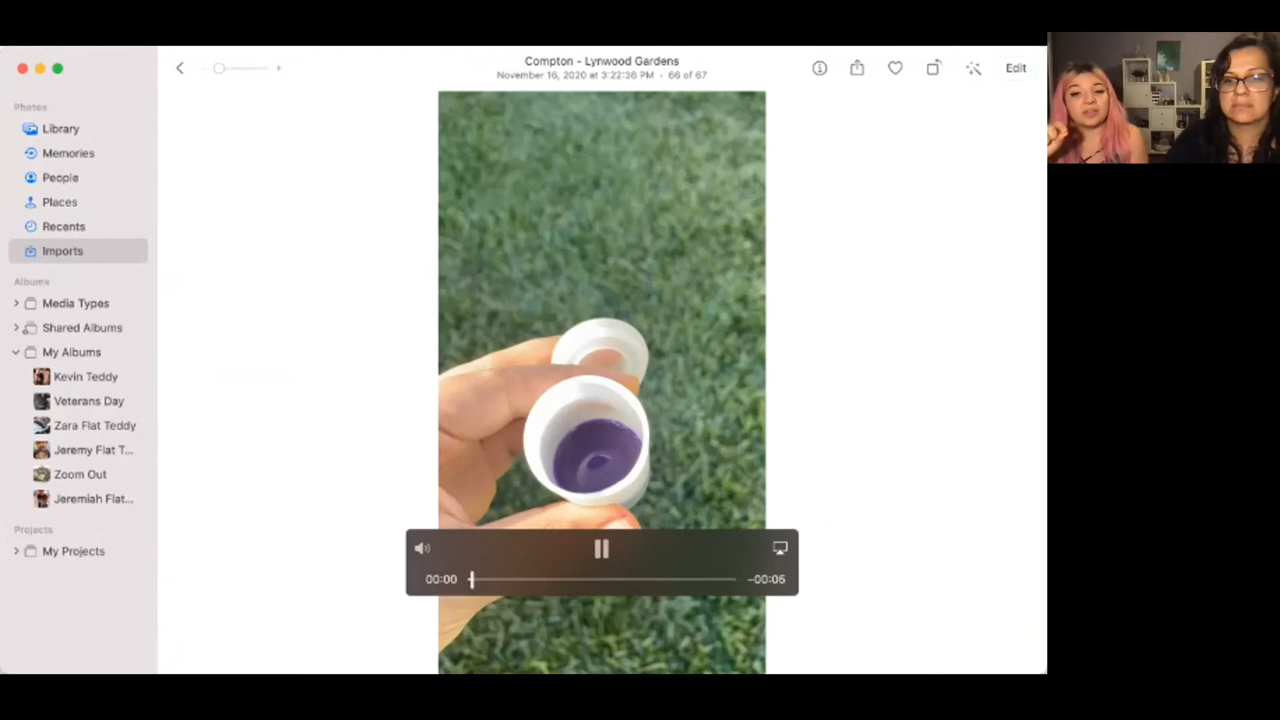 Compton - Lynwood Gardens
November 16, 2020 at 3:22:36 PM · 66 of 67
Edit
Photos
Library
Memories
People
Places
Recents
Imports
Albums
Media Types
Shared Albums
My Albums
Kevin Teddy
Veterans Day
Zara Flat Teddy
Jeremy Flat T...
Zoom Out
Jeremiah Flat...
Projects
My Projects
00:00
-00:05